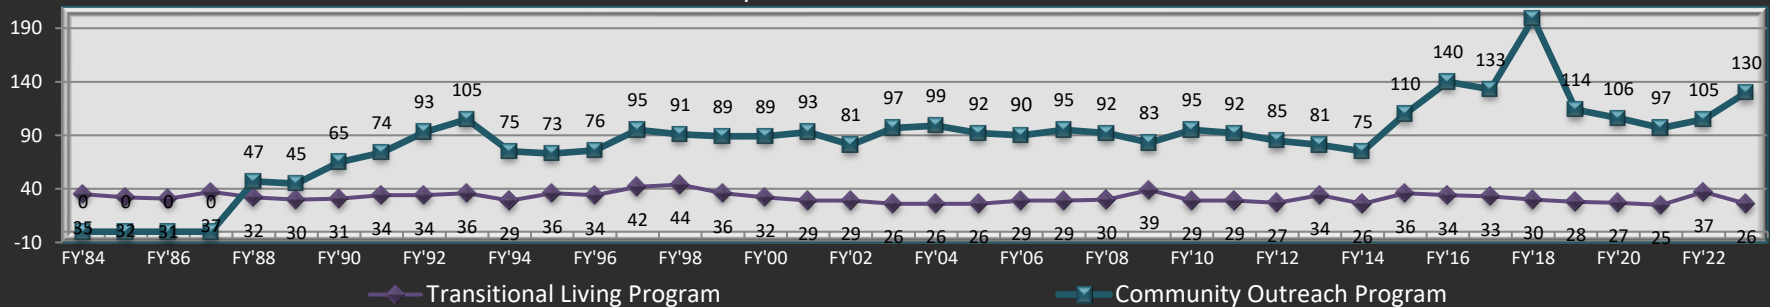 190
140
90
40
-10
0 0 0 0 47 45 65 74 93 105 75 73 76 95 91 89 89 93 81 97 99 92 90 95 92 83 95 92 85 81 75 110 140 133 114 106 97 105 130
35 32 31 37 32 30 31 34 34 36 29 36 34 42 44 36 32 29 29 26 26 26 29 29 30 39 29 29 27 34 26 36 34 33 30 28 27 25 37 26
FY'84 FY'86 FY'88 FY'90 FY'92 FY'94 FY'96 FY'98 FY'00 FY'02 FY'04 FY'06 FY'08 FY'10 FY'12 FY'14 FY'16 FY'18 FY'20 FY'22
Transitional Living Program Community Outreach Program